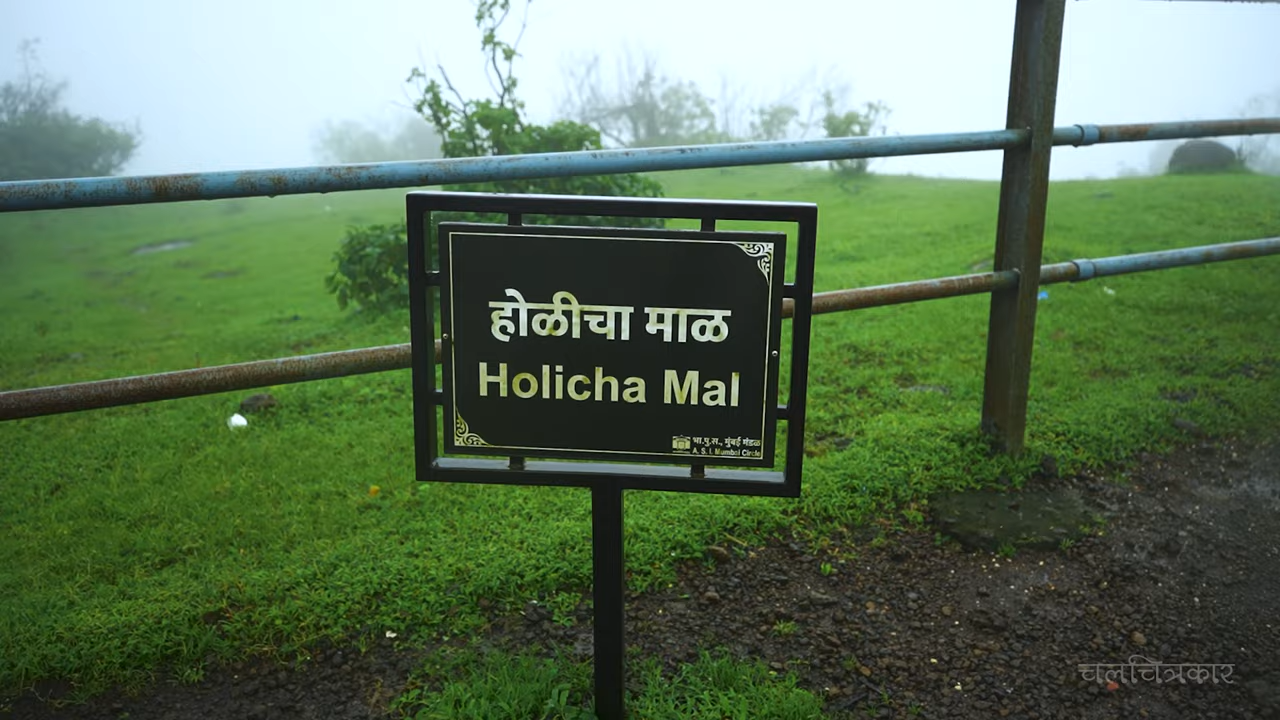 होळीचा माळ
Holicha Mal
भा.पु.स., मुंबई मंडळ
A. S. I. Mumbai Circle
चलचित्रकार